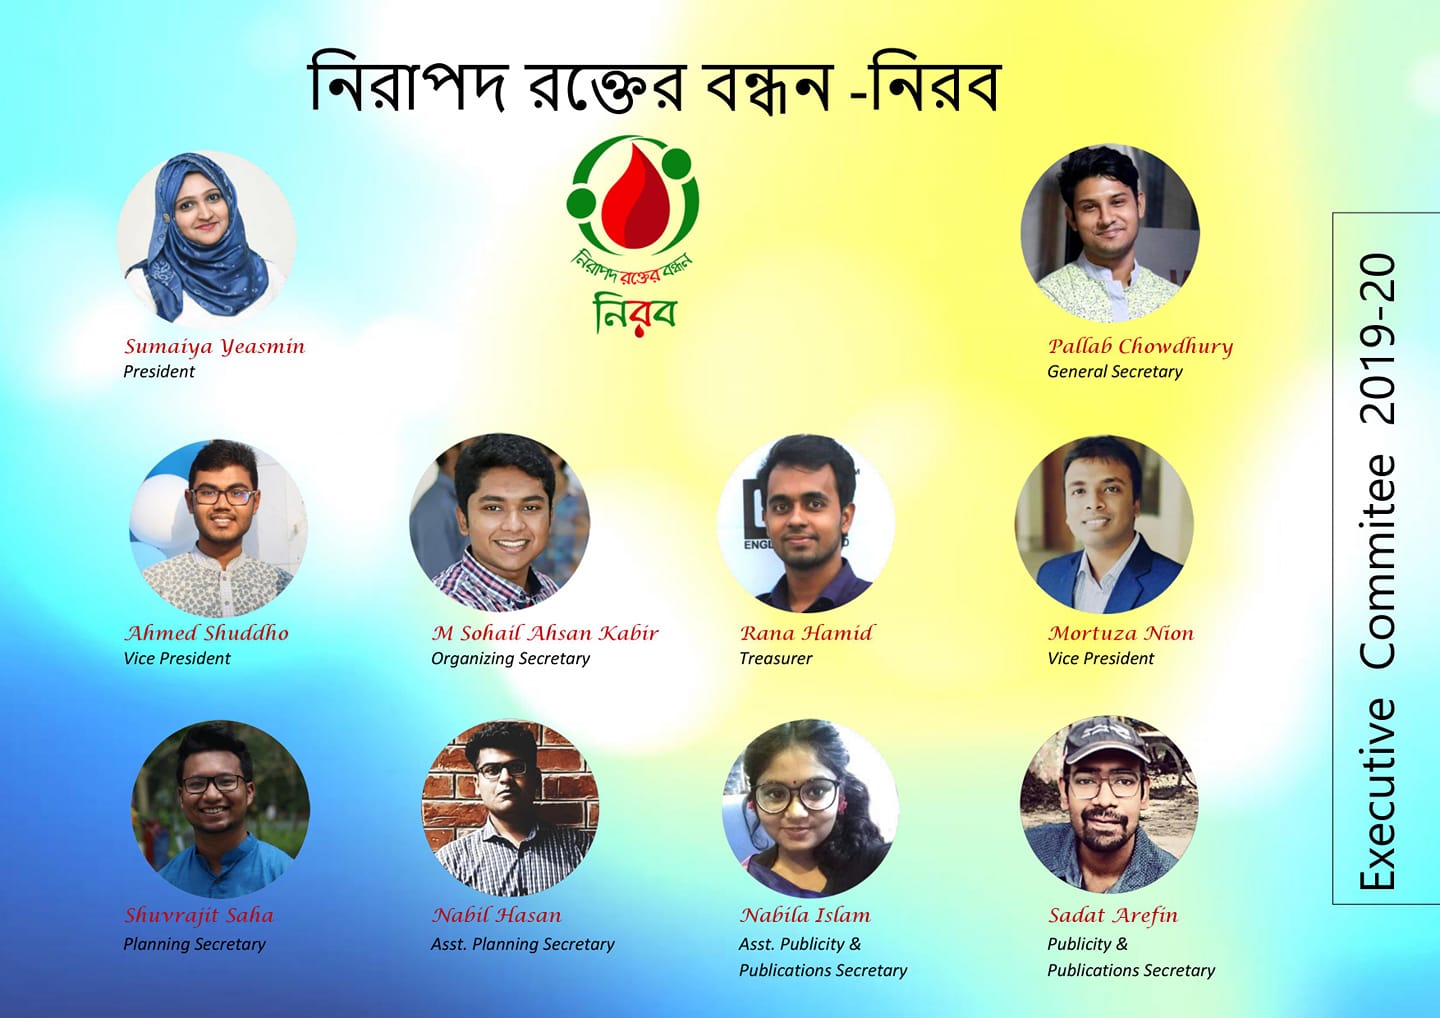 নিরাপদ রক্তের বন্ধন -নিরব
নিরাপদ রক্তের বন্ধন
নিরব
Sumaiya Yeasmin
President
Pallab Chowdhury
General Secretary
Ahmed Shuddho
Vice President
M Sohail Ahsan Kabir
Organizing Secretary
ENGL
Rana Hamid
Treasurer
Mortuza Nion
Vice President
Shuvrajit Saha
Planning Secretary
Nabil Hasan
Asst. Planning Secretary
Nabila Islam
Asst. Publicity &
Publications Secretary
Sadat Arefin
Publicity &
Publications Secretary
Executive Committee 2019-20